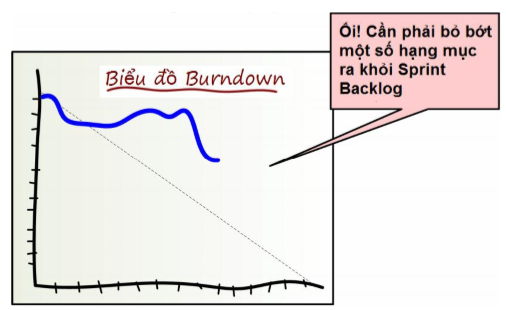 Biểu đồ Burndown
Ối! Cần phải bỏ bớt
một số hạng mục
ra khỏi Sprint
Backlog